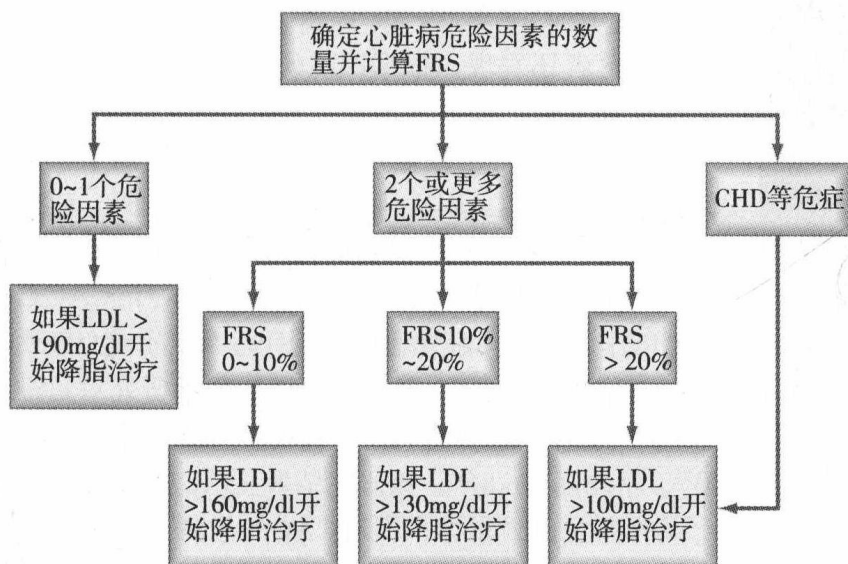 确定心脏病危险因素的数
量并计算FRS
0~1个危
险因素
2个或更多
危险因素
CHD等危症
如果LDL >
190mg/dl开
始降脂治疗
FRS
0~10%
FRS10%
~20%
FRS
> 20%
如果LDL
>160mg/dl开
始降脂治疗
如果LDL
>130mg/dl开
始降脂治疗
如果LDL
>100mg/dl开
始降脂治疗